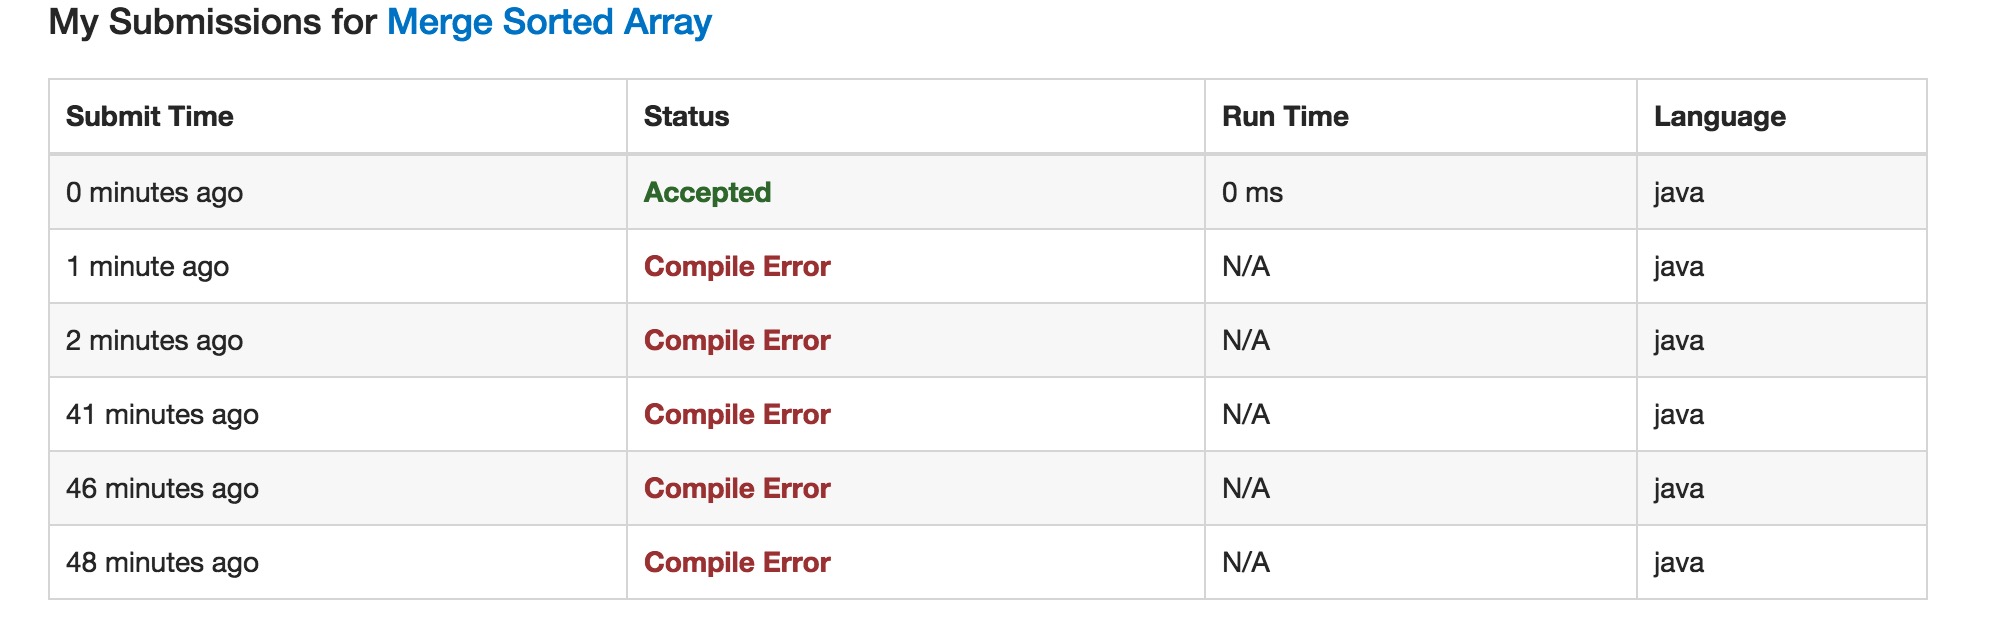 My Submissions for Merge Sorted Array
Submit Time Status Run Time Language
0 minutes ago Accepted 0 ms java
1 minute ago Compile Error N/A java
2 minutes ago Compile Error N/A java
41 minutes ago Compile Error N/A java
46 minutes ago Compile Error N/A java
48 minutes ago Compile Error N/A java